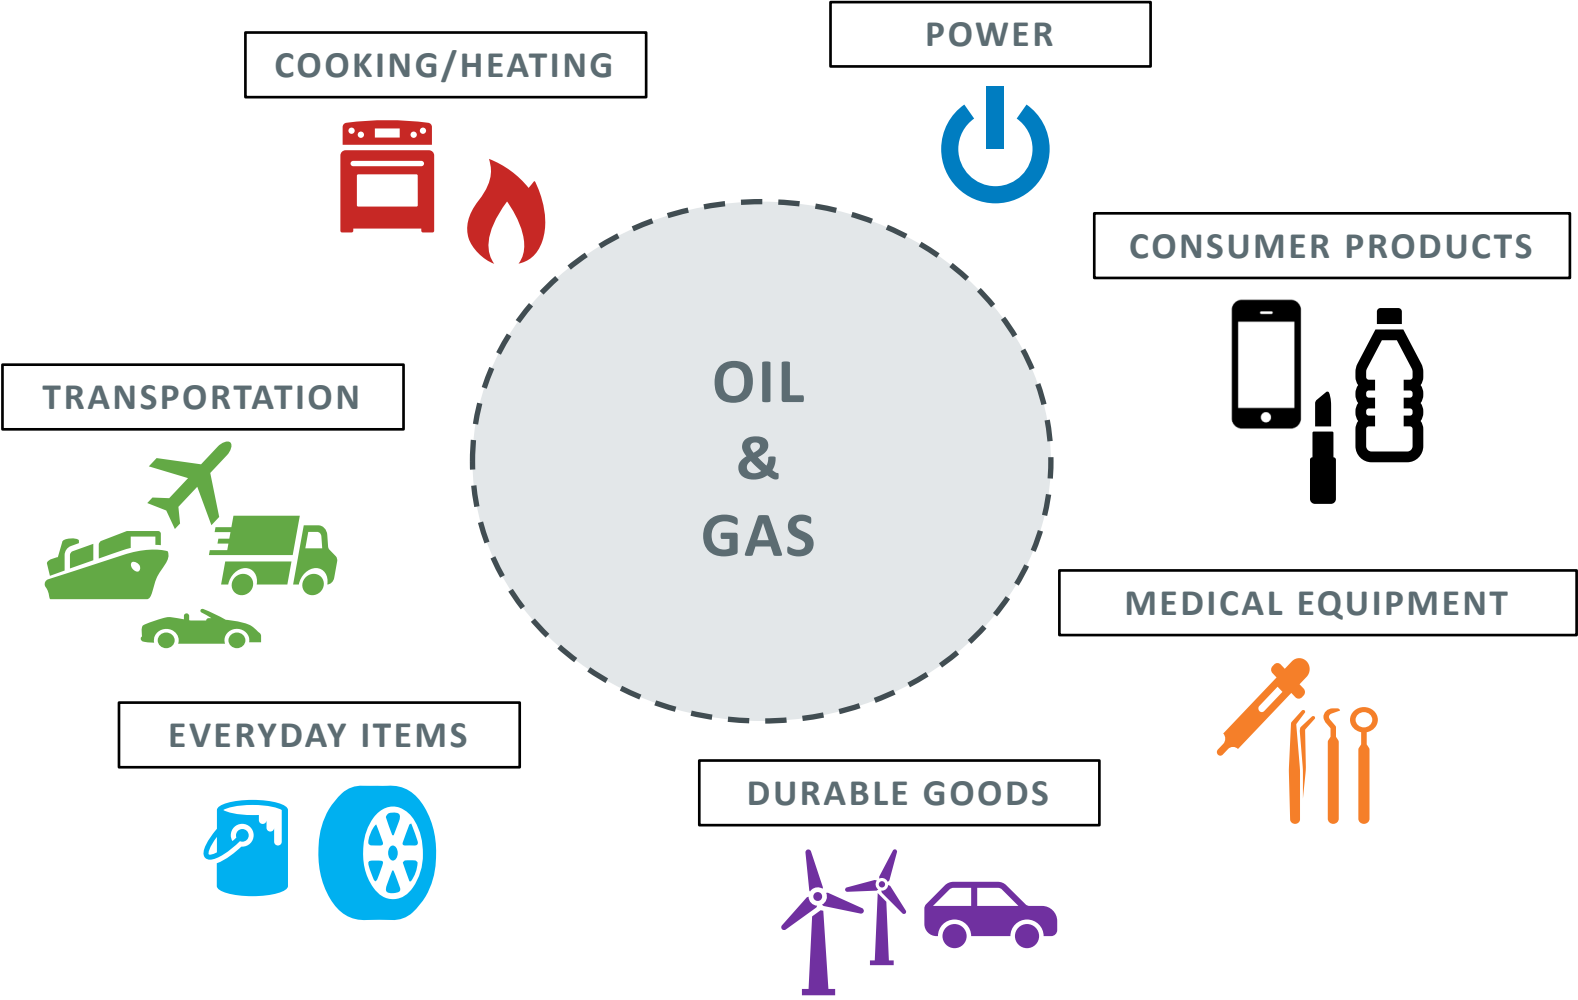 POWER
COOKING/HEATING
CONSUMER PRODUCTS
TRANSPORTATION
OIL
&
GAS
MEDICAL EQUIPMENT
EVERYDAY ITEMS
DURABLE GOODS